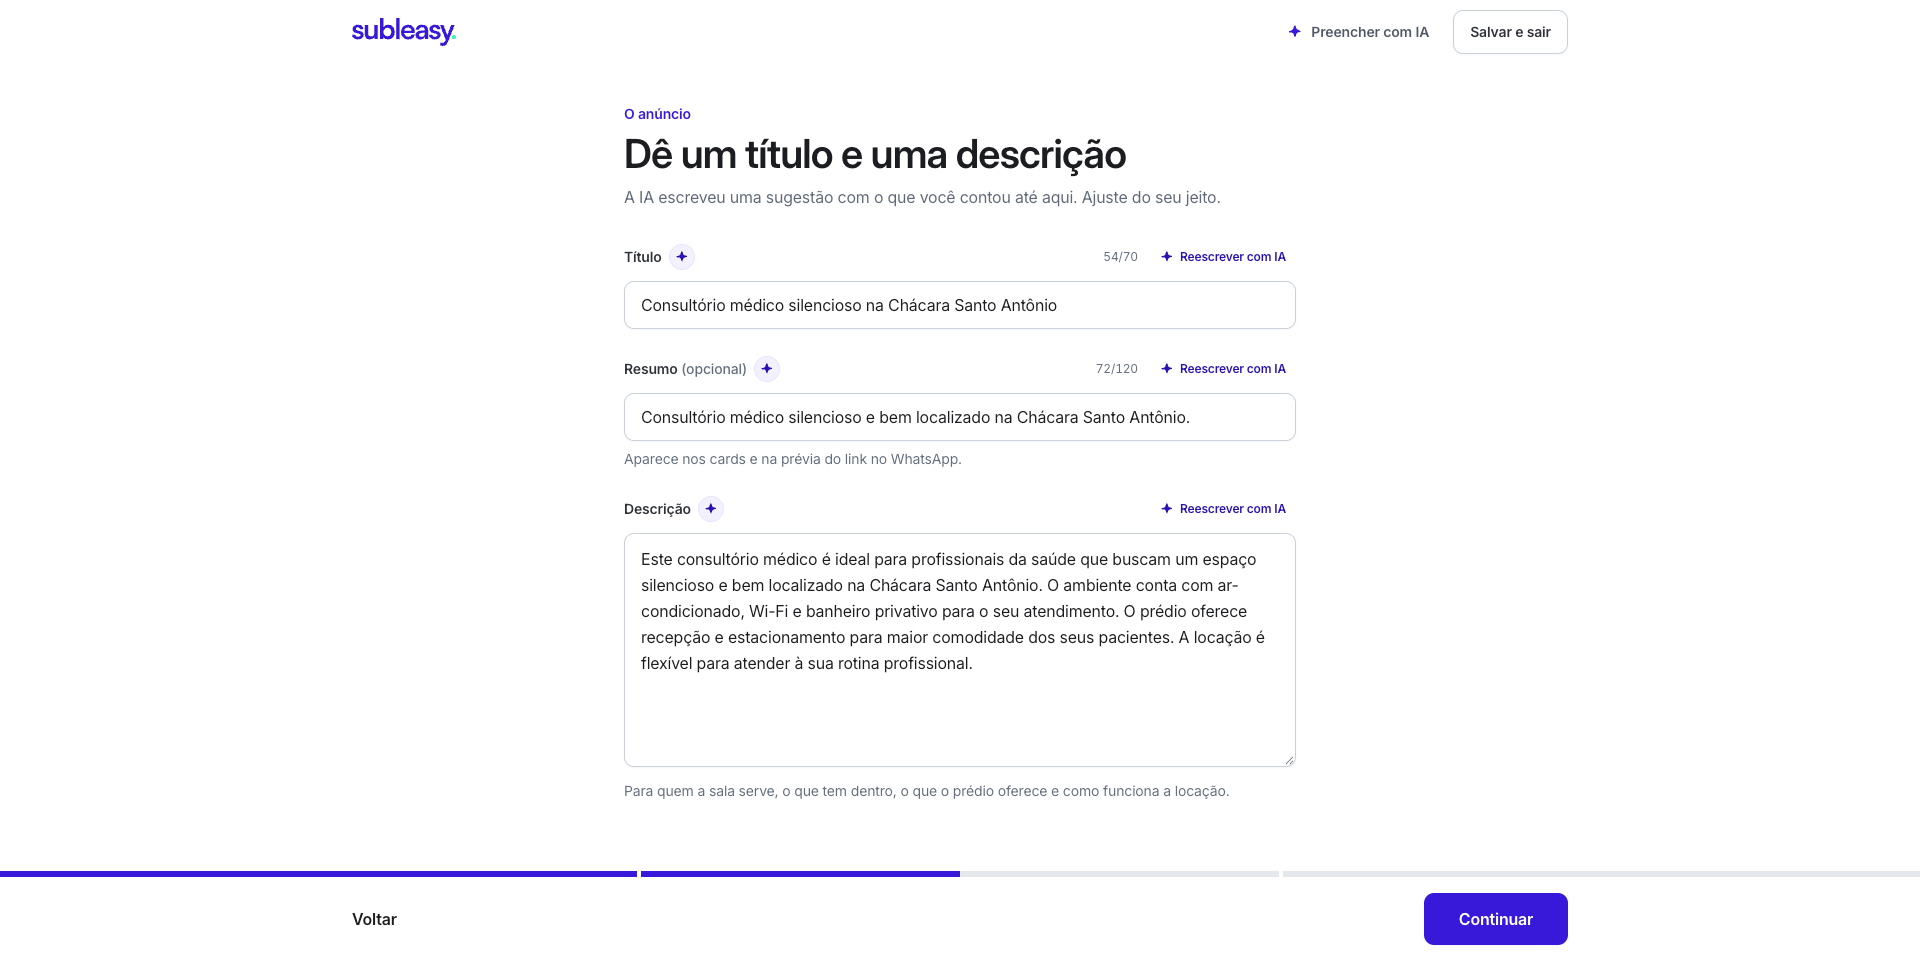 subleasy.
Preencher com IA
Salvar e sair
O anúncio
Dê um título e uma descrição
A IA escreveu uma sugestão com o que você contou até aqui. Ajuste do seu jeito.
Título
54/70
Reescrever com IA
Consultório médico silencioso na Chácara Santo Antônio
Resumo (opcional)
72/120
Reescrever com IA
Consultório médico silencioso e bem localizado na Chácara Santo Antônio.
Aparece nos cards e na prévia do link no WhatsApp.
Descrição
Reescrever com IA
Este consultório médico é ideal para profissionais da saúde que buscam um espaço
silencioso e bem localizado na Chácara Santo Antônio. O ambiente conta com ar-
condicionado, Wi-Fi e banheiro privativo para o seu atendimento. O prédio oferece
recepção e estacionamento para maior comodidade dos seus pacientes. A locação é
flexível para atender à sua rotina profissional.
Para quem a sala serve, o que tem dentro, o que o prédio oferece e como funciona a locação.
Voltar
Continuar